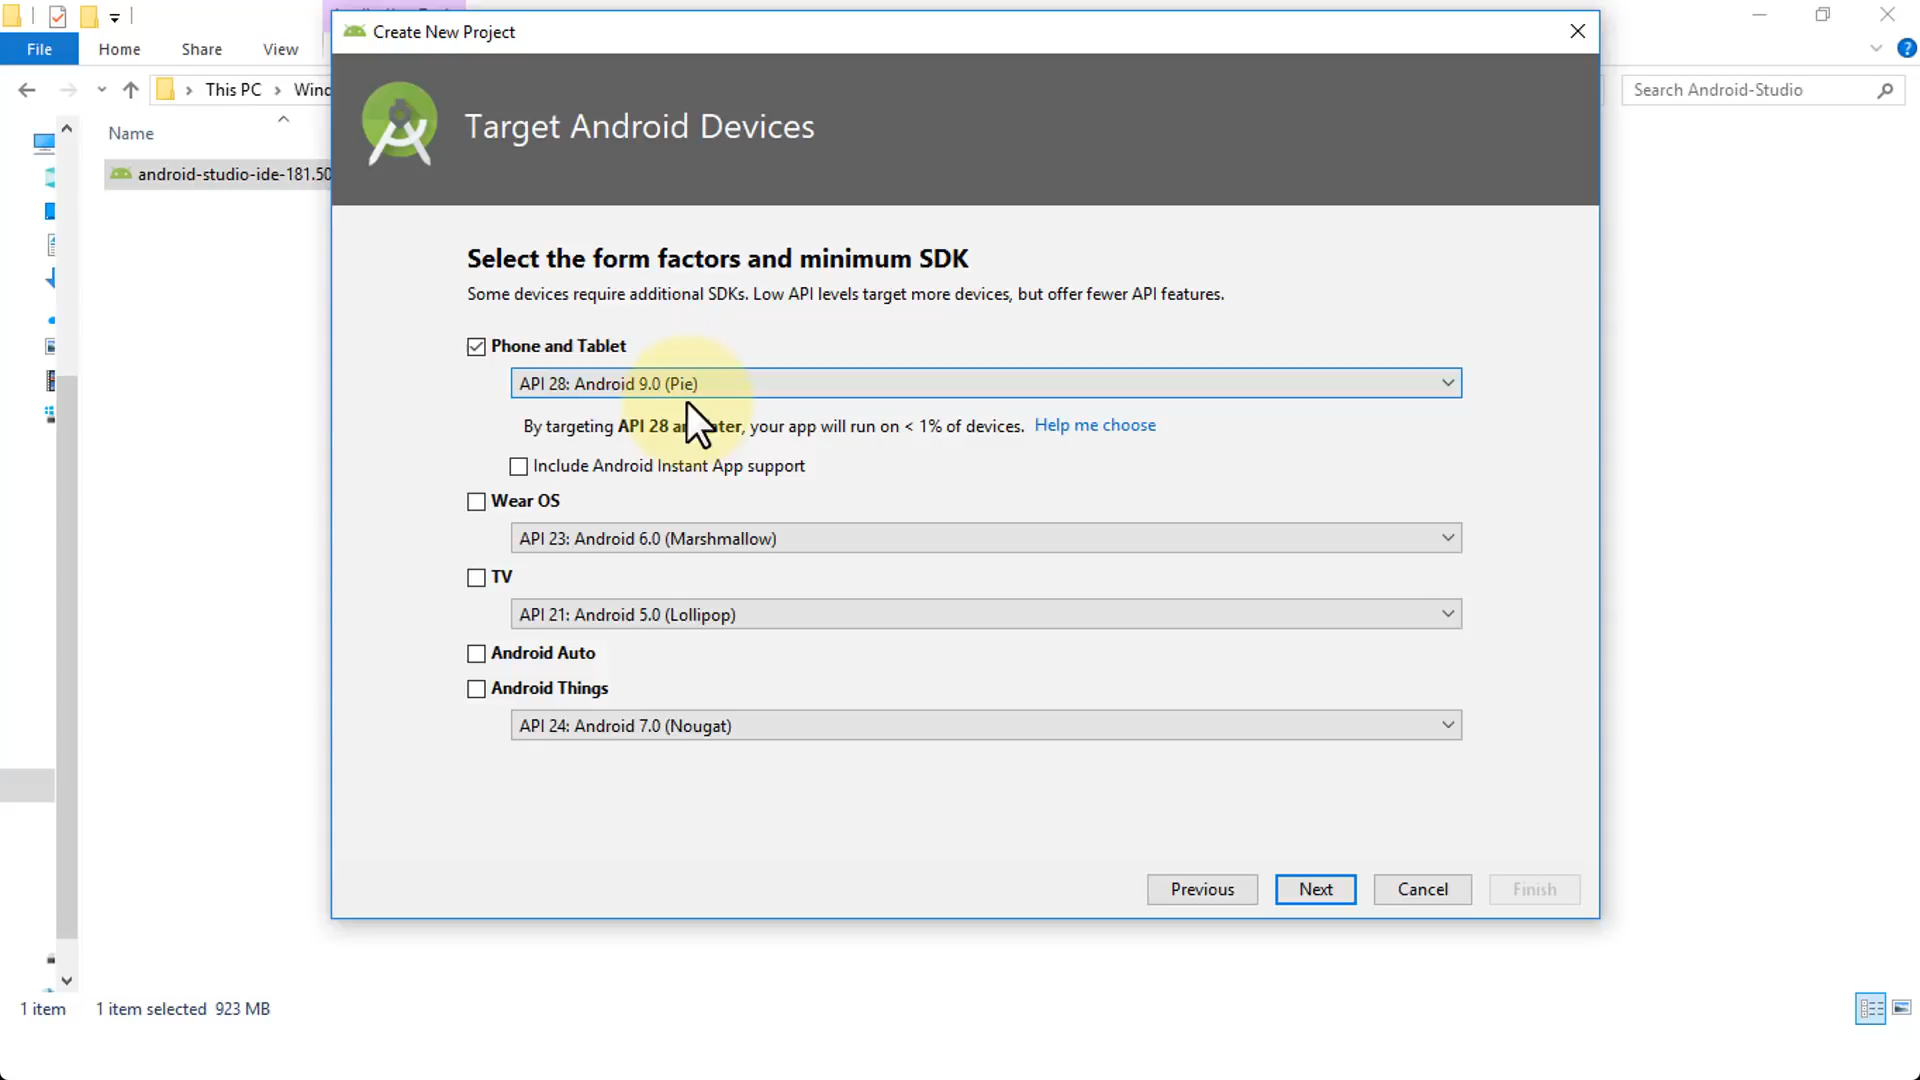 Create New Project
File
Home
Share
View
This PC
Wind
Search Android-Studio
Target Android Devices
Name
android-studio-ide-181.50
Select the form factors and minimum SDK
Some devices require additional SDKs. Low API levels target more devices, but offer fewer API features.
Phone and Tablet
API 28: Android 9.0 (Pie)
By targeting API 28 an ter, your app will run on < 1% of devices. Help me choose
Include Android Instant App support
Wear OS
API 23: Android 6.0 (Marshmallow)
TV
API 21: Android 5.0 (Lollipop)
Android Auto
Android Things
API 24: Android 7.0 (Nougat)
Previous
Next
Cancel
Finish
1 item
1 item selected 923 MB